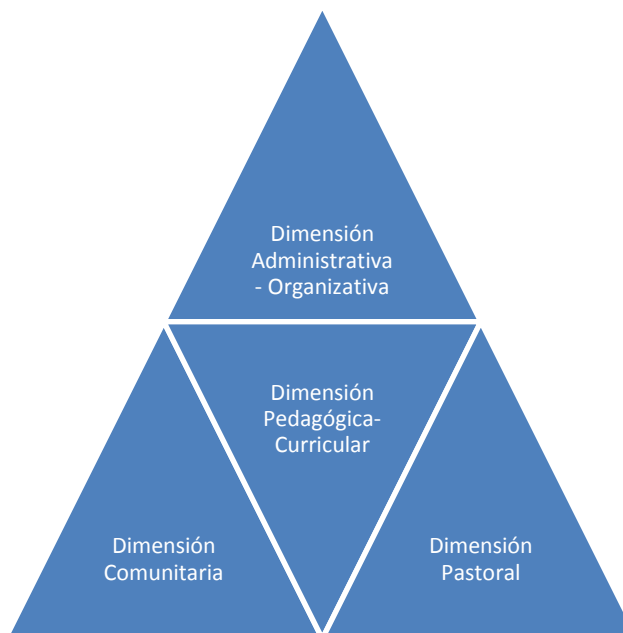 Dimensión
Administrativa
- Organizativa
Dimensión
Pedagógica-
Curricular
Dimensión
Comunitaria
Dimensión
Pastoral